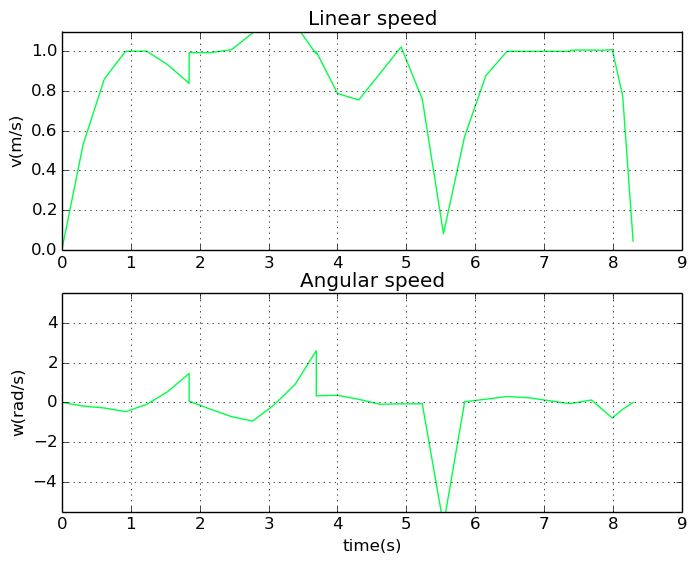 Linear speed
1.0
0.8
0.6
0.4
0.2
0.0
v(m/s)
0 1 2 3 4 5 6 7 8 9
Angular speed
4
2
0
−2
−4
w(rad/s)
0 1 2 3 4 5 6 7 8 9
time(s)